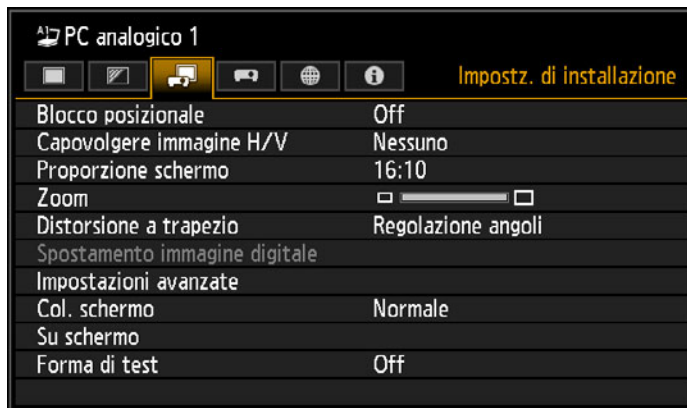 PC analogico 1
Impostz. di installazione
Blocco posizionale Off
Capovolgere immagine H/V Nessuno
Proporzione schermo 16:10
Zoom
Distorsione a trapezio Regolazione angoli
Spostamento immagine digitale
Impostazioni avanzate
Col. schermo Normale
Su schermo
Forma di test Off